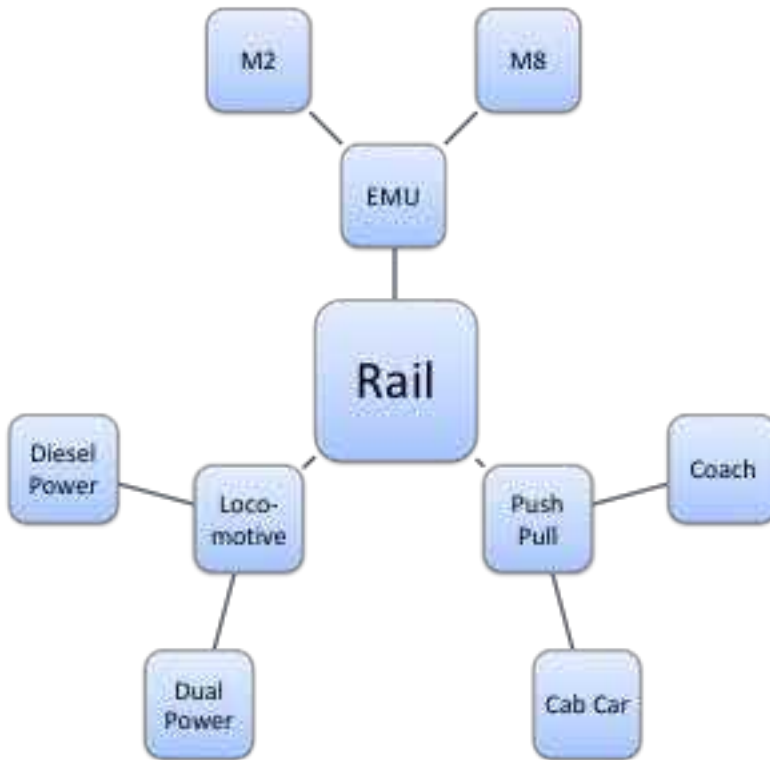 M2
M8
EMU
Rail
Diesel
Power
Loco-
motive
Push
Pull
Coach
Dual
Power
Cab Car